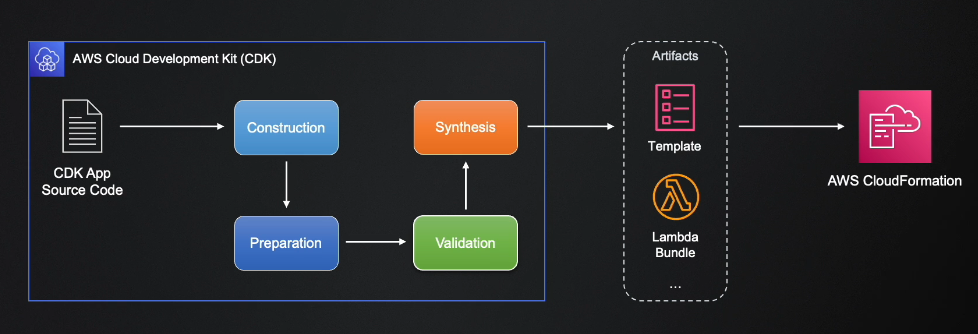 AWS Cloud Development Kit (CDK)
CDK App
Source Code
Construction
Preparation
Validation
Synthesis
Artifacts
Template
Lambda
Bundle
...
AWS CloudFormation